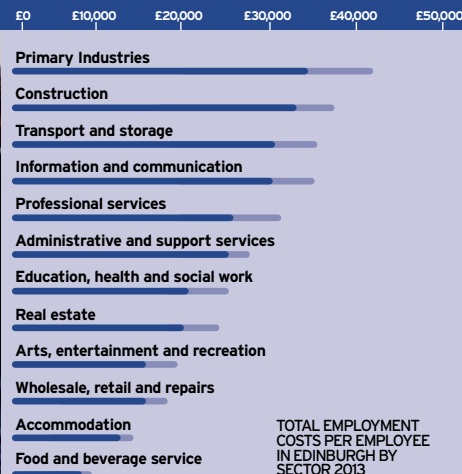 £0 £10,000 £20,000 £30,000 £40,000 £50,000
Primary Industries
Construction
Transport and storage
Information and communication
Professional services
Administrative and support services
Education, health and social work
Real estate
Arts, entertainment and recreation
Wholesale, retail and repairs
Accommodation
Food and beverage service
TOTAL EMPLOYMENT
COSTS PER EMPLOYEE
IN EDINBURGH BY
SECTOR 2013